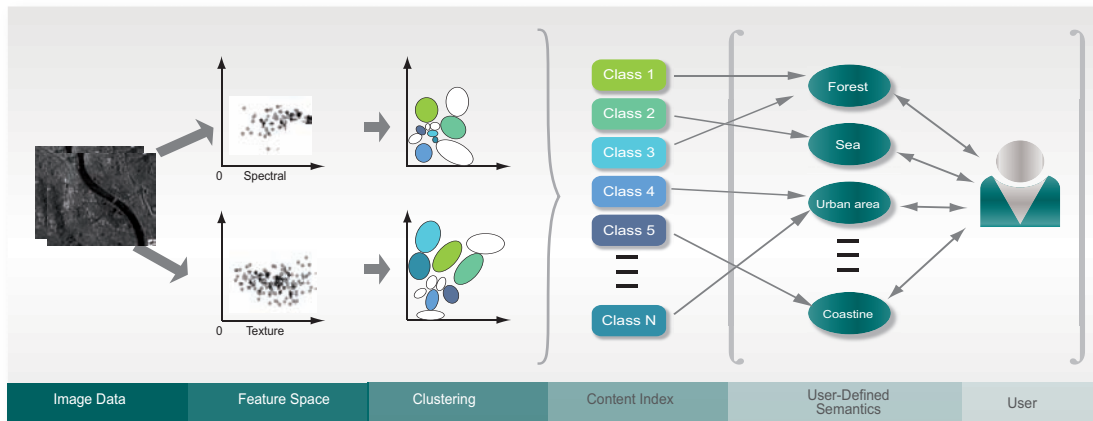 0 Spectral
0 Texture
Class 1
Class 2
Class 3
Class 4
Class 5
Class N
Forest
Sea
Urban area
Coastine
Image Data
Feature Space
Clustering
Content Index
User-Defined
Semantics
User